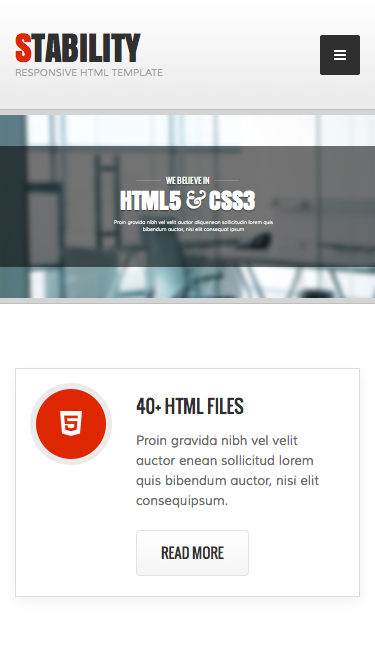 STABILITY
RESPONSIVE HTML TEMPLATE
WE BELIEVE IN
HTML5 & CSS3
Proin gravida nibh vel velit auctor aliquenean sollicitudin lorem quis
bibendum auctor, nisi elit consequat ipsum
5
40+ HTML FILES
Proin gravida nibh vel velit
auctor enean sollicitud lorem
quis bibendum auctor, nisi elit
consequipsum.
READ MORE